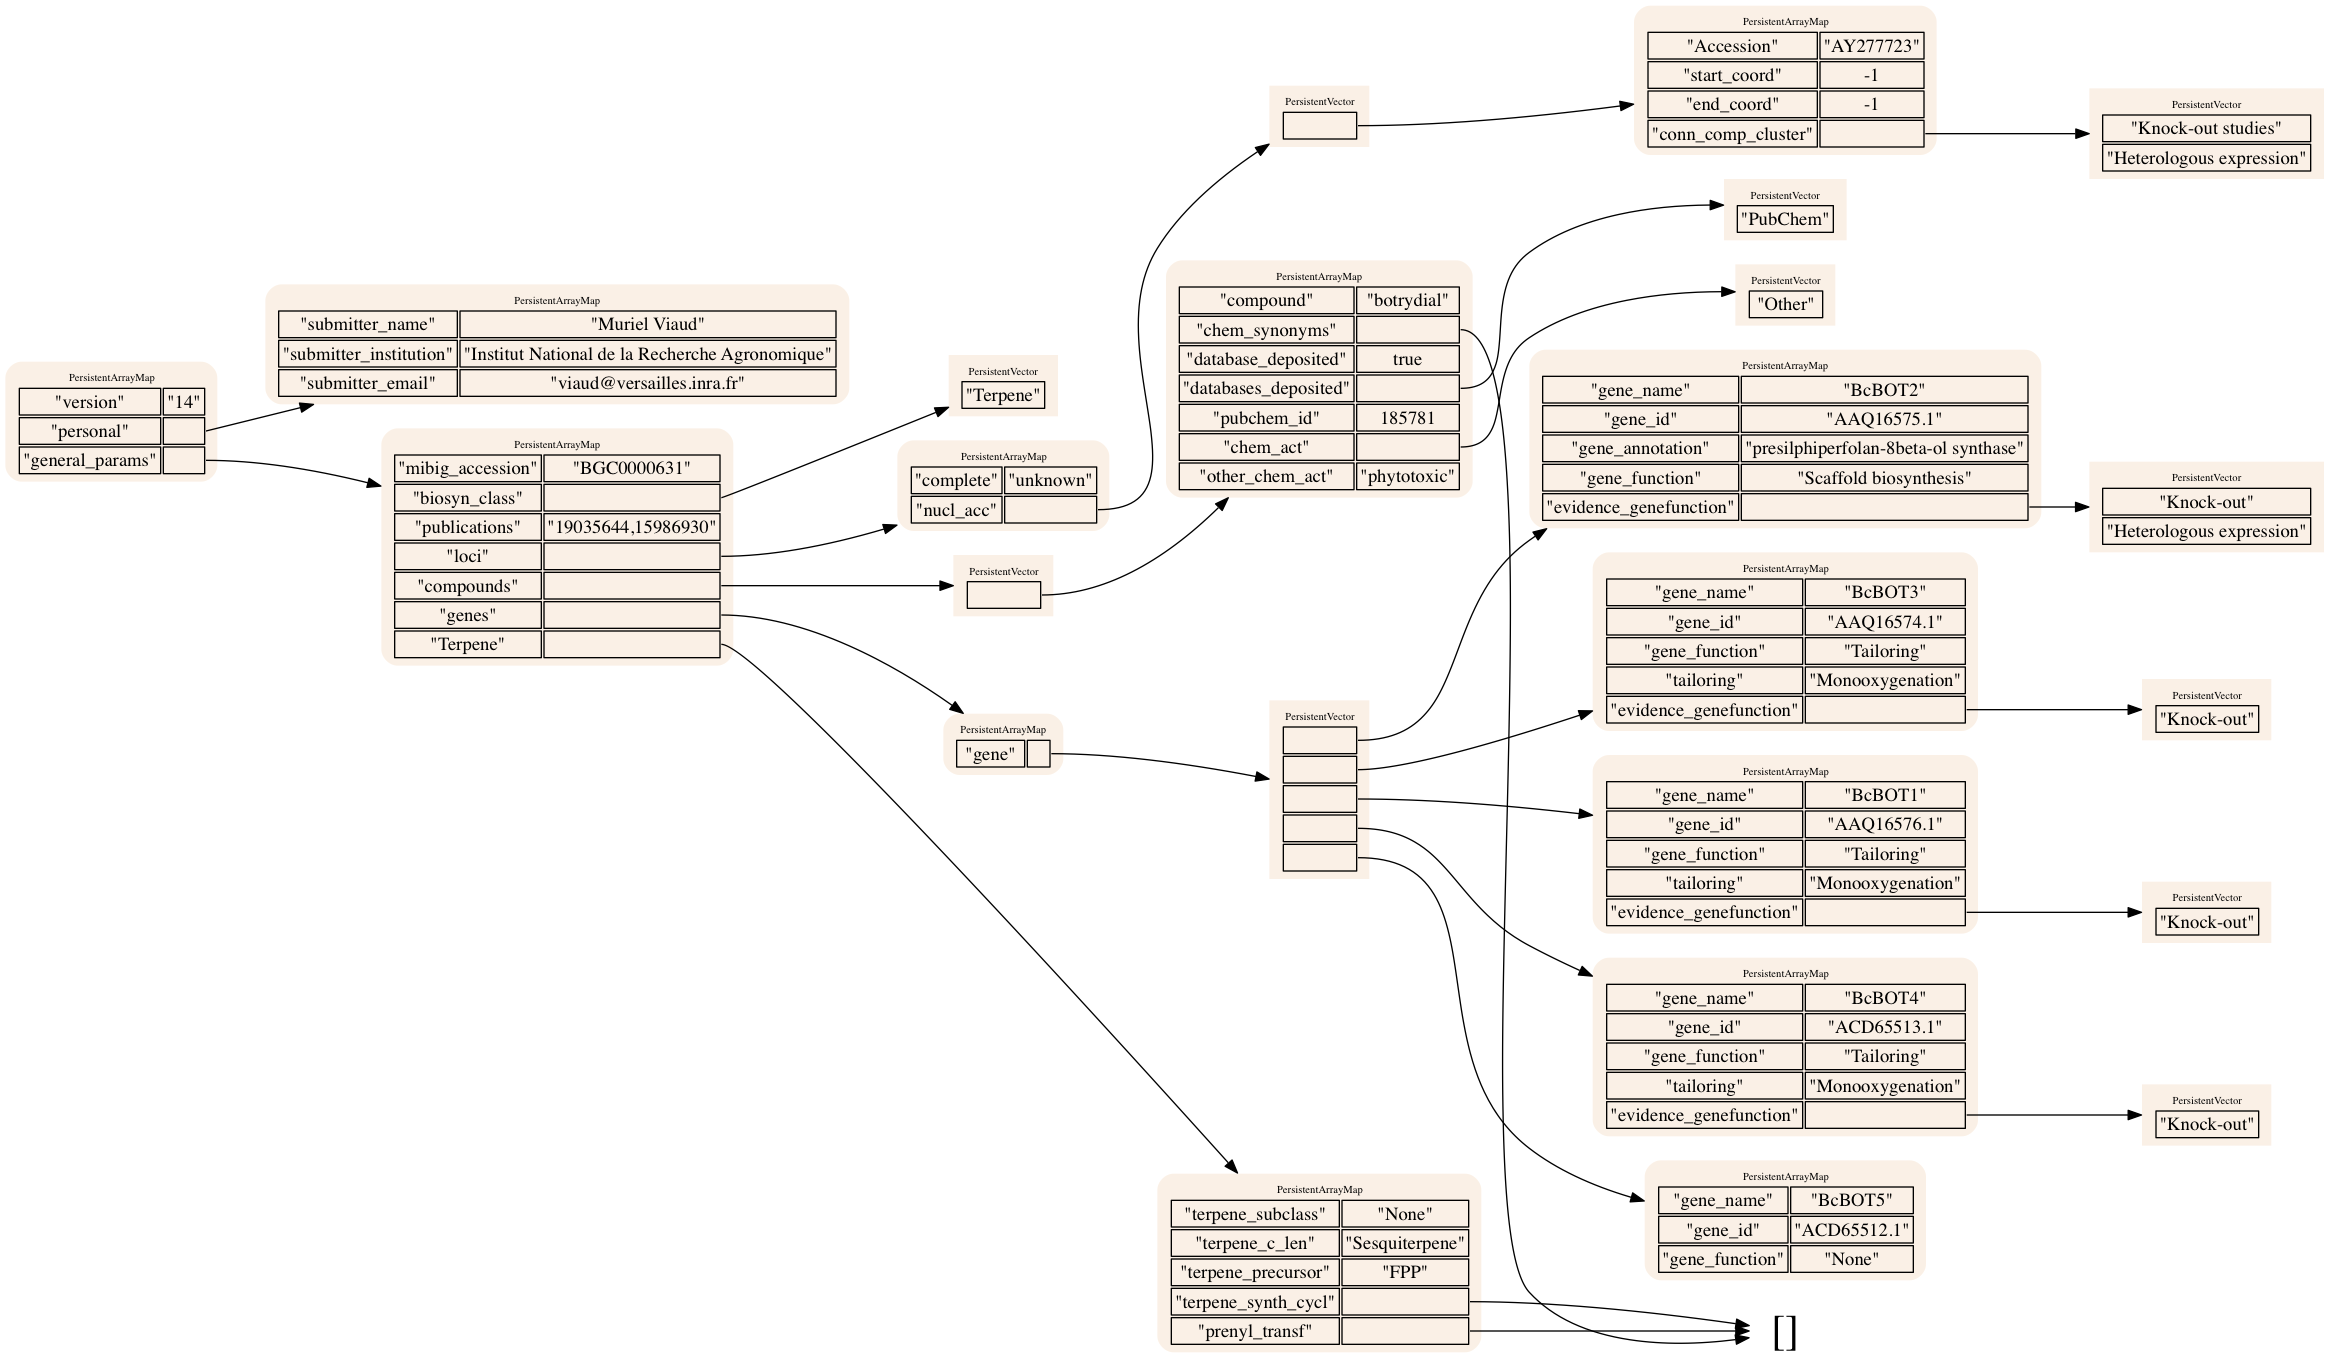 PersistentArrayMap
"version" "14"
"personal"
"general_params"
PersistentArrayMap
"submitter_name" "Muriel Viaud"
"submitter_institution" "Institut National de la Recherche Agronomique"
"submitter_email" "viaud@versailles.inra.fr"
PersistentArrayMap
"mibig_accession" "BGC0000631"
"biosyn_class"
"publications" "19035644,15986930"
"loci"
"compounds"
"genes"
"Terpene"
PersistentVector
"Terpene"
PersistentArrayMap
"complete" "unknown"
"nucl_acc"
PersistentVector
PersistentArrayMap
"gene"
PersistentVector
PersistentArrayMap
"compound" "botrydial"
"chem_synonyms"
"database_deposited" true
"databases_deposited"
"pubchem_id" 185781
"chem_act"
"other_chem_act" "phytotoxic"
PersistentVector
PersistentArrayMap
"terpene_subclass" "None"
"terpene_c_len" "Sesquiterpene"
"terpene_precursor" "FPP"
"terpene_synth_cycl"
"prenyl_transf"
PersistentArrayMap
"Accession" "AY277723"
"start_coord" -1
"end_coord" -1
"conn_comp_cluster"
PersistentVector
"PubChem"
PersistentVector
"Other"
PersistentArrayMap
"gene_name" "BcBOT2"
"gene_id" "AAQ16575.1"
"gene_annotation" "presilphiperfolan-8beta-ol synthase"
"gene_function" "Scaffold biosynthesis"
"evidence_genefunction"
PersistentArrayMap
"gene_name" "BcBOT3"
"gene_id" "AAQ16574.1"
"gene_function" "Tailoring"
"tailoring" "Monooxygenation"
"evidence_genefunction"
PersistentArrayMap
"gene_name" "BcBOT1"
"gene_id" "AAQ16576.1"
"gene_function" "Tailoring"
"tailoring" "Monooxygenation"
"evidence_genefunction"
PersistentArrayMap
"gene_name" "BcBOT4"
"gene_id" "ACD65513.1"
"gene_function" "Tailoring"
"tailoring" "Monooxygenation"
"evidence_genefunction"
PersistentArrayMap
"gene_name" "BcBOT5"
"gene_id" "ACD65512.1"
"gene_function" "None"
[]
PersistentVector
"Knock-out studies"
"Heterologous expression"
PersistentVector
"Knock-out"
"Heterologous expression"
PersistentVector
"Knock-out"
PersistentVector
"Knock-out"
PersistentVector
"Knock-out"